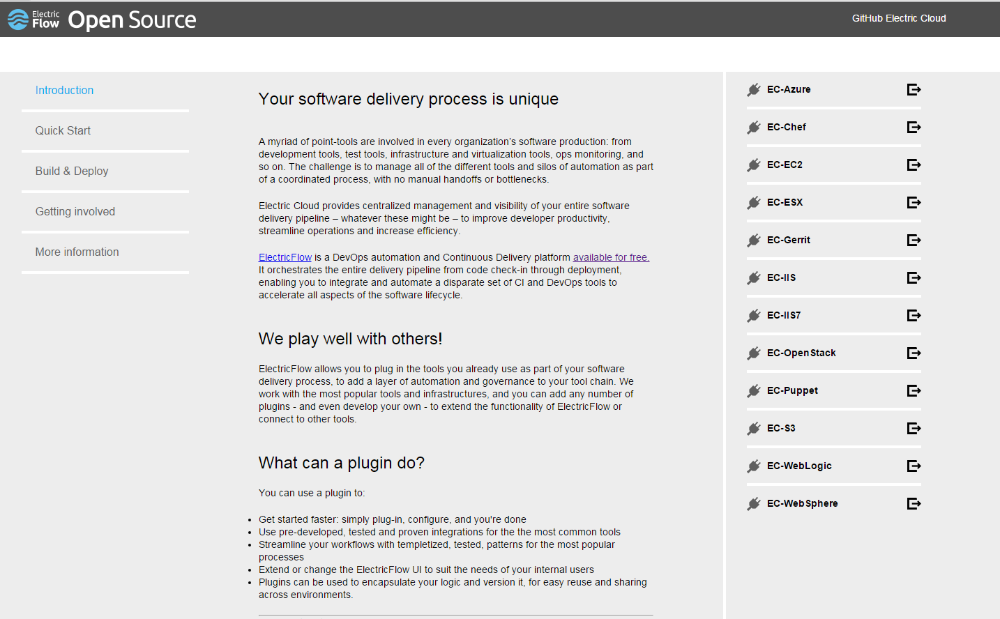 Electric
Flow
Open Source
GitHub Electric Cloud
Introduction
Quick Start
Build & Deploy
Getting involved
More information
Your software delivery process is unique
A myriad of point-tools are involved in every organization’s software production: from
development tools, test tools, infrastructure and virtualization tools, ops monitoring, and
so on. The challenge is to manage all of the different tools and silos of automation as part
of a coordinated process, with no manual handoffs or bottlenecks.
Electric Cloud provides centralized management and visibility of your entire software
delivery pipeline – whatever these might be – to improve developer productivity,
streamline operations and increase efficiency.
ElectricFlow is a DevOps automation and Continuous Delivery platform available for free.
It orchestrates the entire delivery pipeline from code check-in through deployment,
enabling you to integrate and automate a disparate set of CI and DevOps tools to
accelerate all aspects of the software lifecycle.
We play well with others!
ElectricFlow allows you to plug in the tools you already use as part of your software
delivery process, to add a layer of automation and governance to your tool chain. We
work with the most popular tools and infrastructures, and you can add any number of
plugins - and even develop your own - to extend the functionality of ElectricFlow or
connect to other tools.
What can a plugin do?
You can use a plugin to:
Get started faster: simply plug-in, configure, and you're done
Use pre-developed, tested and proven integrations for the the most common tools
Streamline your workflows with templetized, tested, patterns for the most popular
processes
Extend or change the ElectricFlow UI to suit the needs of your internal users
Plugins can be used to encapsulate your logic and version it, for easy reuse and sharing
across environments.
EC-Azure
EC-Chef
EC-EC2
EC-ESX
EC-Gerrit
EC-IIS
EC-IIS7
EC-OpenStack
EC-Puppet
EC-S3
EC-WebLogic
EC-WebSphere